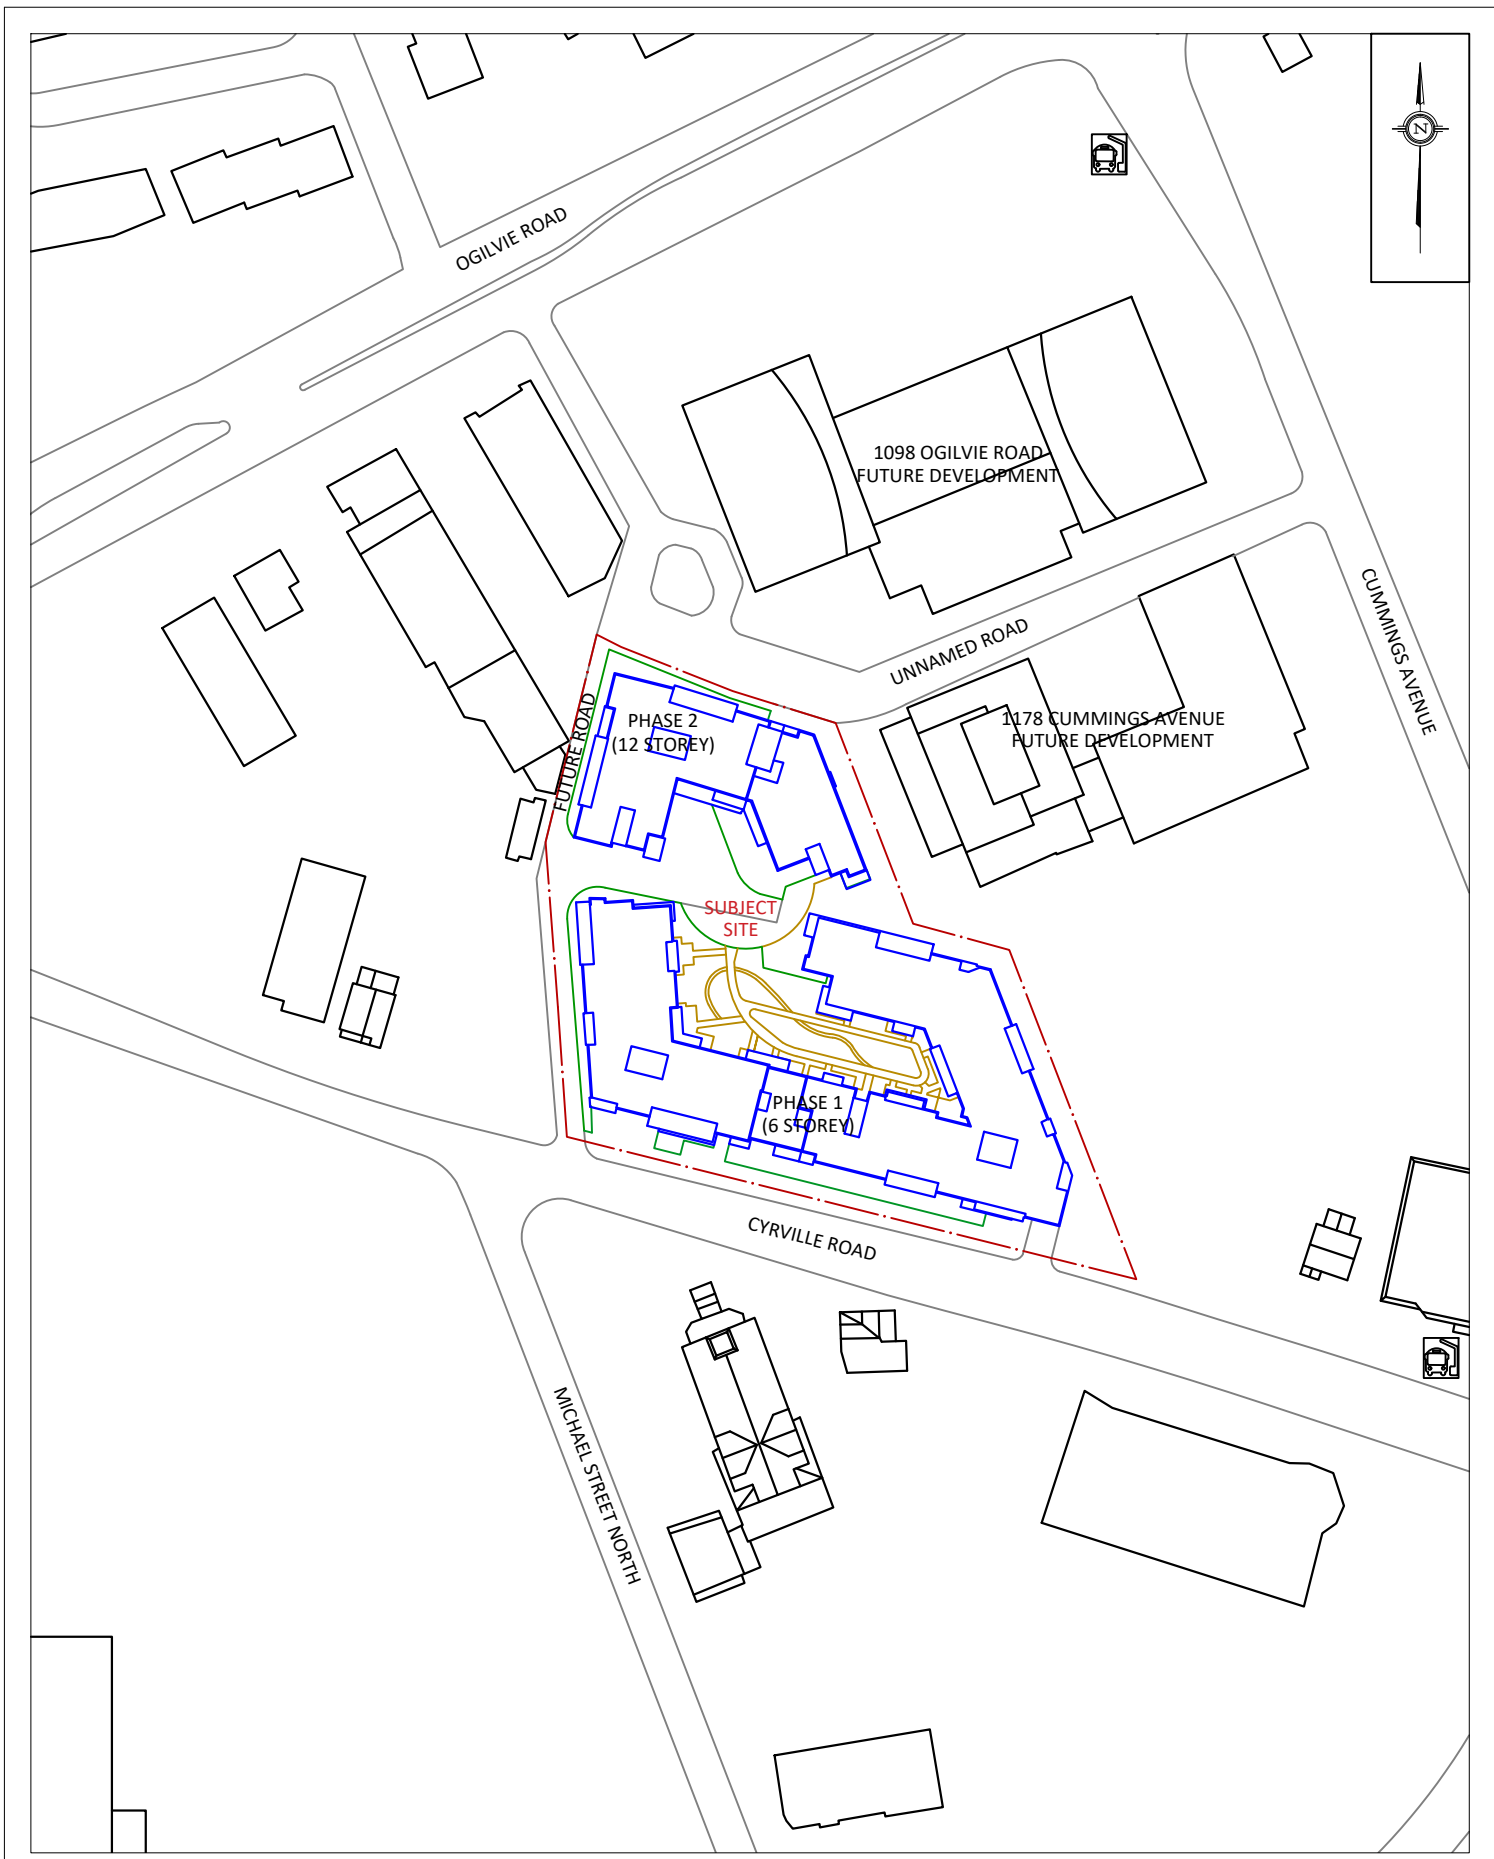 N
OGILVIE ROAD
1098 OGILVIE ROAD
FUTURE DEVELOPMENT
CUMMINGS AVENUE
UNNAMED ROAD
FUTURE ROAD
PHASE 2
(12 STOREY)
1178 CUMMINGS AVENUE
FUTURE DEVELOPMENT
SUBJECT
SITE
PHASE 1
(6 STOREY)
CYRVILLE ROAD
MICHAEL STREET NORTH